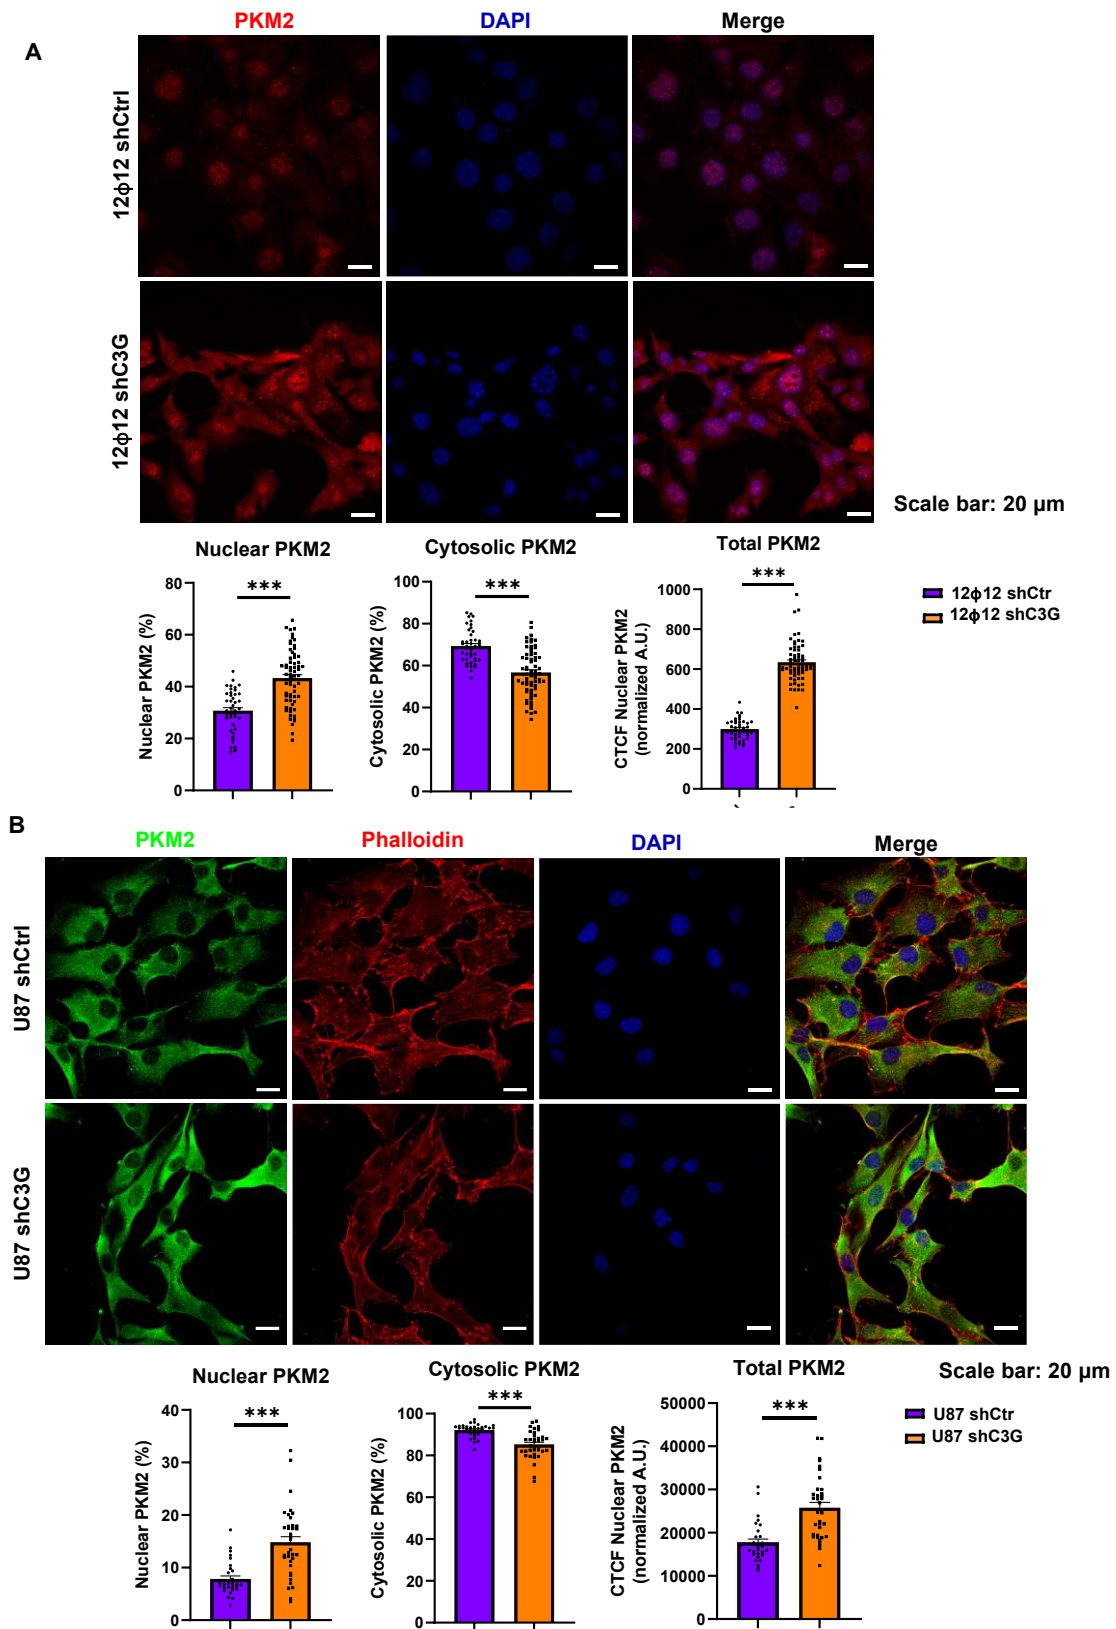 PKM2 DAPI Merge
A
12ϕ12 shCtrl
12ϕ12 shC3G
Scale bar: 20 µm
Nuclear PKM2 Cytosolic PKM2 Total PKM2
*** *** ***
Nuclear PKM2 (%)
80
60
40
20
0
Cytosolic PKM2 (%)
100
80
60
40
20
0
CTCF Nuclear PKM2
(normalized A.U.)
1000
800
600
400
200
0
12ϕ12 shCtr
12ϕ12 shC3G
B
PKM2 Phalloidin DAPI Merge
U87 shCtrl
U87 shC3G
Scale bar: 20 µm
Nuclear PKM2 Cytosolic PKM2 Total PKM2
*** *** ***
Nuclear PKM2 (%)
40
30
20
10
0
Cytosolic PKM2 (%)
100
80
60
40
20
0
CTCF Nuclear PKM2
(normalized A.U.)
50000
40000
30000
20000
10000
0
U87 shCtr
U87 shC3G